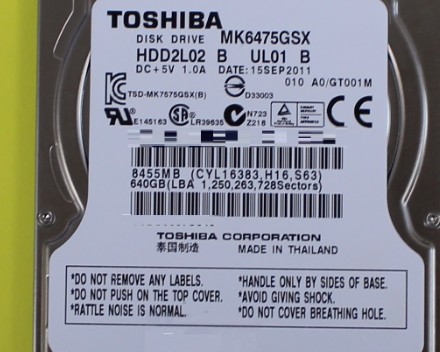 TOSHIBA
DISK DRIVE MK6475GSX
HDD2L02 B UL01 B
DC+5V 1.0A DATE:15SEP2011
010 A0/GT001M
TSD-MK7575GSX(B)
D33003
E145163 LR39635 N723
Z218
8455MB (CYL16383,H16,S63)
640GB(LBA 1,250,263,728Sectors)
TOSHIBA CORPORATION
泰国制造 MADE IN THAILAND
*DO NOT REMOVE ANY LABELS. *HANDLE ONLY BY SIDES OF BASE.
*DO NOT PUSH ON THE TOP COVER. *AVOID GIVING SHOCK.
*RATTLE NOISE IS NORMAL. *DO NOT COVER BREATHING HOLE.